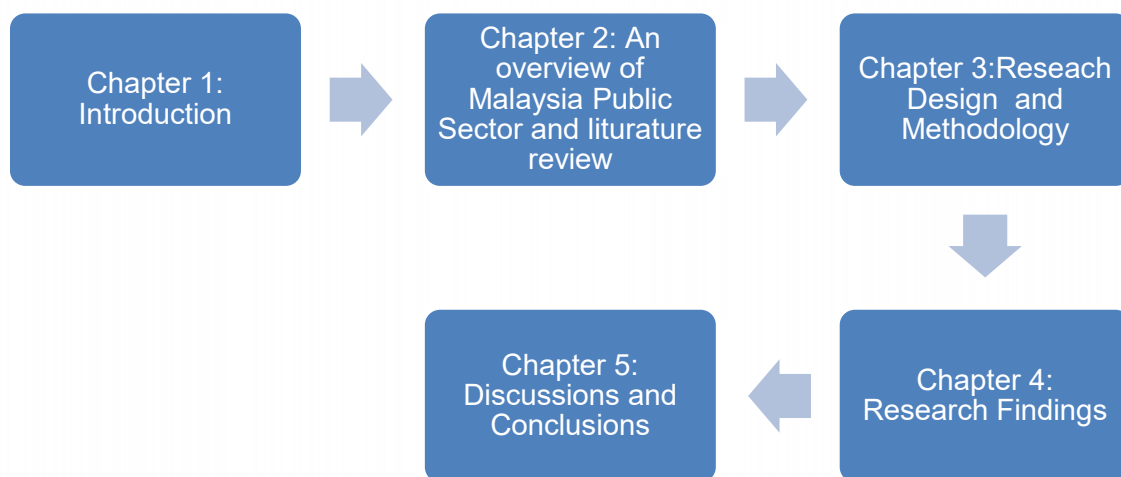 Chapter 1:
Introduction
Chapter 2: An
overview of
Malaysia Public
Sector and liturature
review
Chapter 3:Reseach
Design and
Methodology
Chapter 4:
Research Findings
Chapter 5:
Discussions and
Conclusions